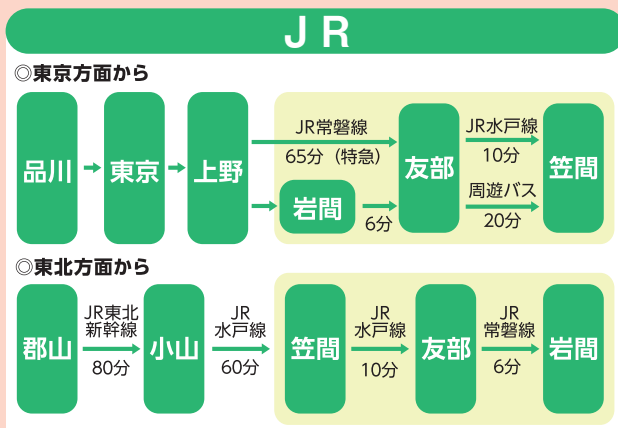 JR
◎東京方面から
品川
東京
上野
JR常磐線
65分（特急）
岩間
6分
友部
JR水戸線
10分
周遊バス
20分
笠間
◎東北方面から
郡山
JR東北
新幹線
80分
小山
JR
水戸線
60分
笠間
JR
水戸線
10分
友部
JR
常磐線
6分
岩間